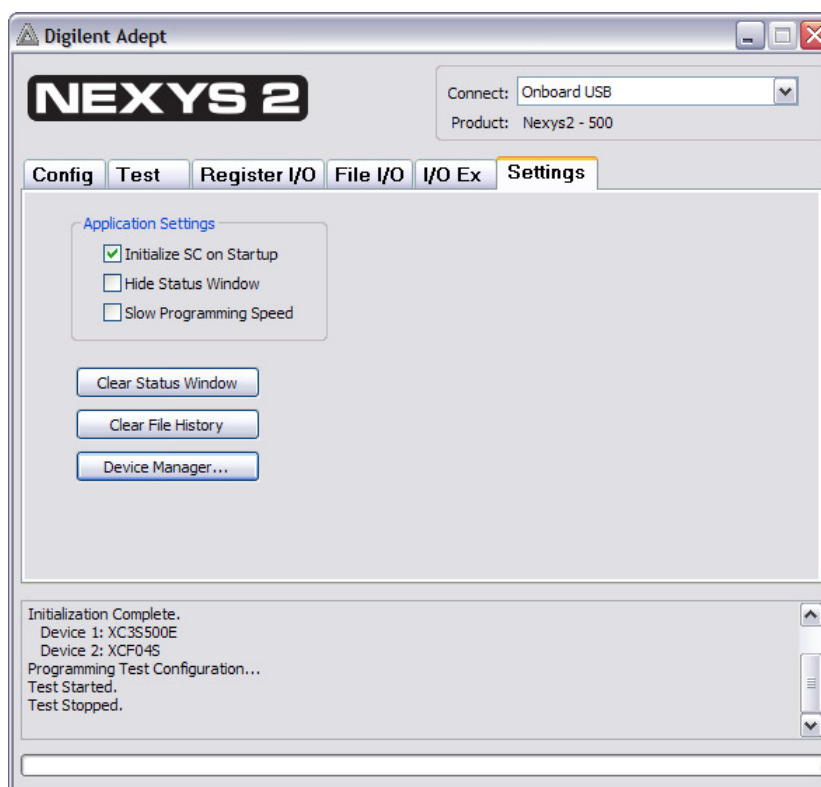 Digilent Adept
NEXYS 2
Connect: Onboard USB
Product: Nexys2 - 500
Config Test Register I/O File I/O I/O Ex Settings
Application Settings
Initialize SC on Startup
Hide Status Window
Slow Programming Speed
Clear Status Window
Clear File History
Device Manager...
Initialization Complete.
Device 1: XC3S500E
Device 2: XCF04S
Programming Test Configuration...
Test Started.
Test Stopped.